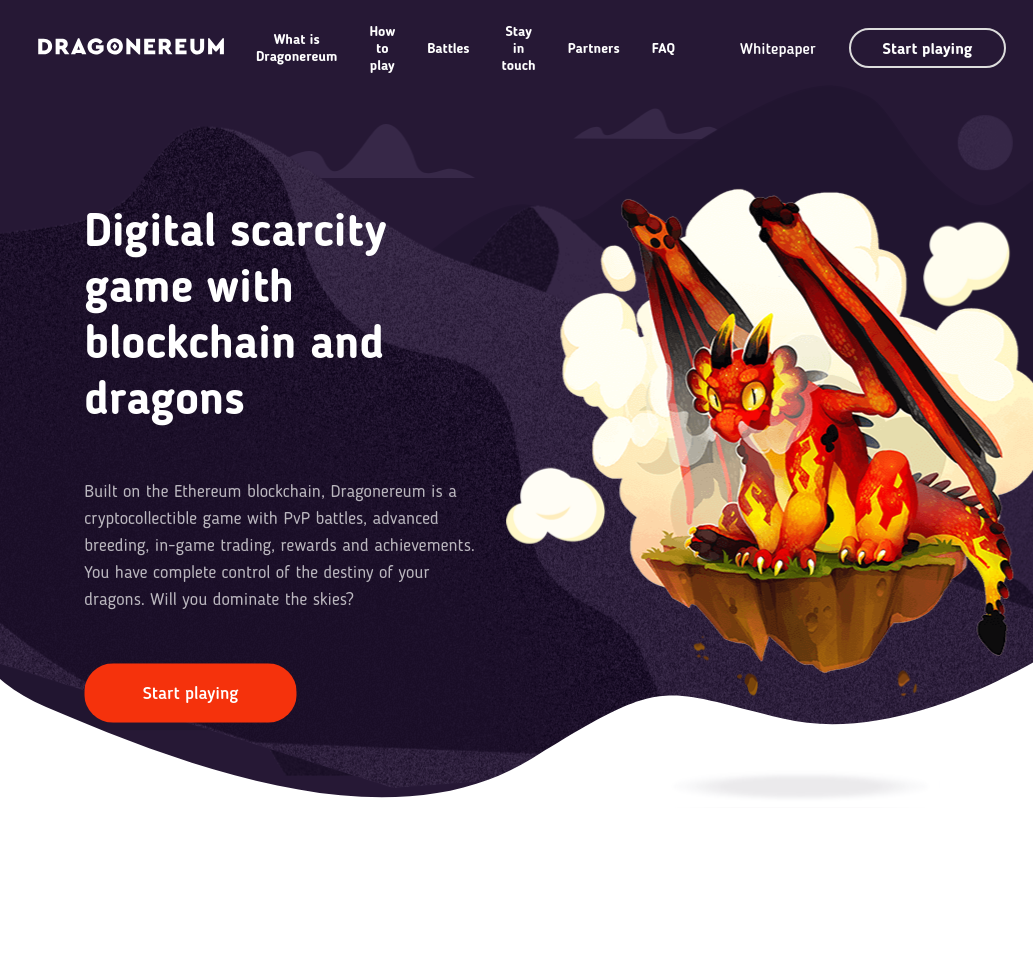 DRAGONEREUM
What is
Dragonereum
How
to
play
Battles
Stay
in
touch
Partners
FAQ
Whitepaper
Start playing
Digital scarcity
game with
blockchain and
dragons
Built on the Ethereum blockchain, Dragonereum is a
cryptocollectible game with PvP battles, advanced
breeding, in-game trading, rewards and achievements.
You have complete control of the destiny of your
dragons. Will you dominate the skies?
Start playing